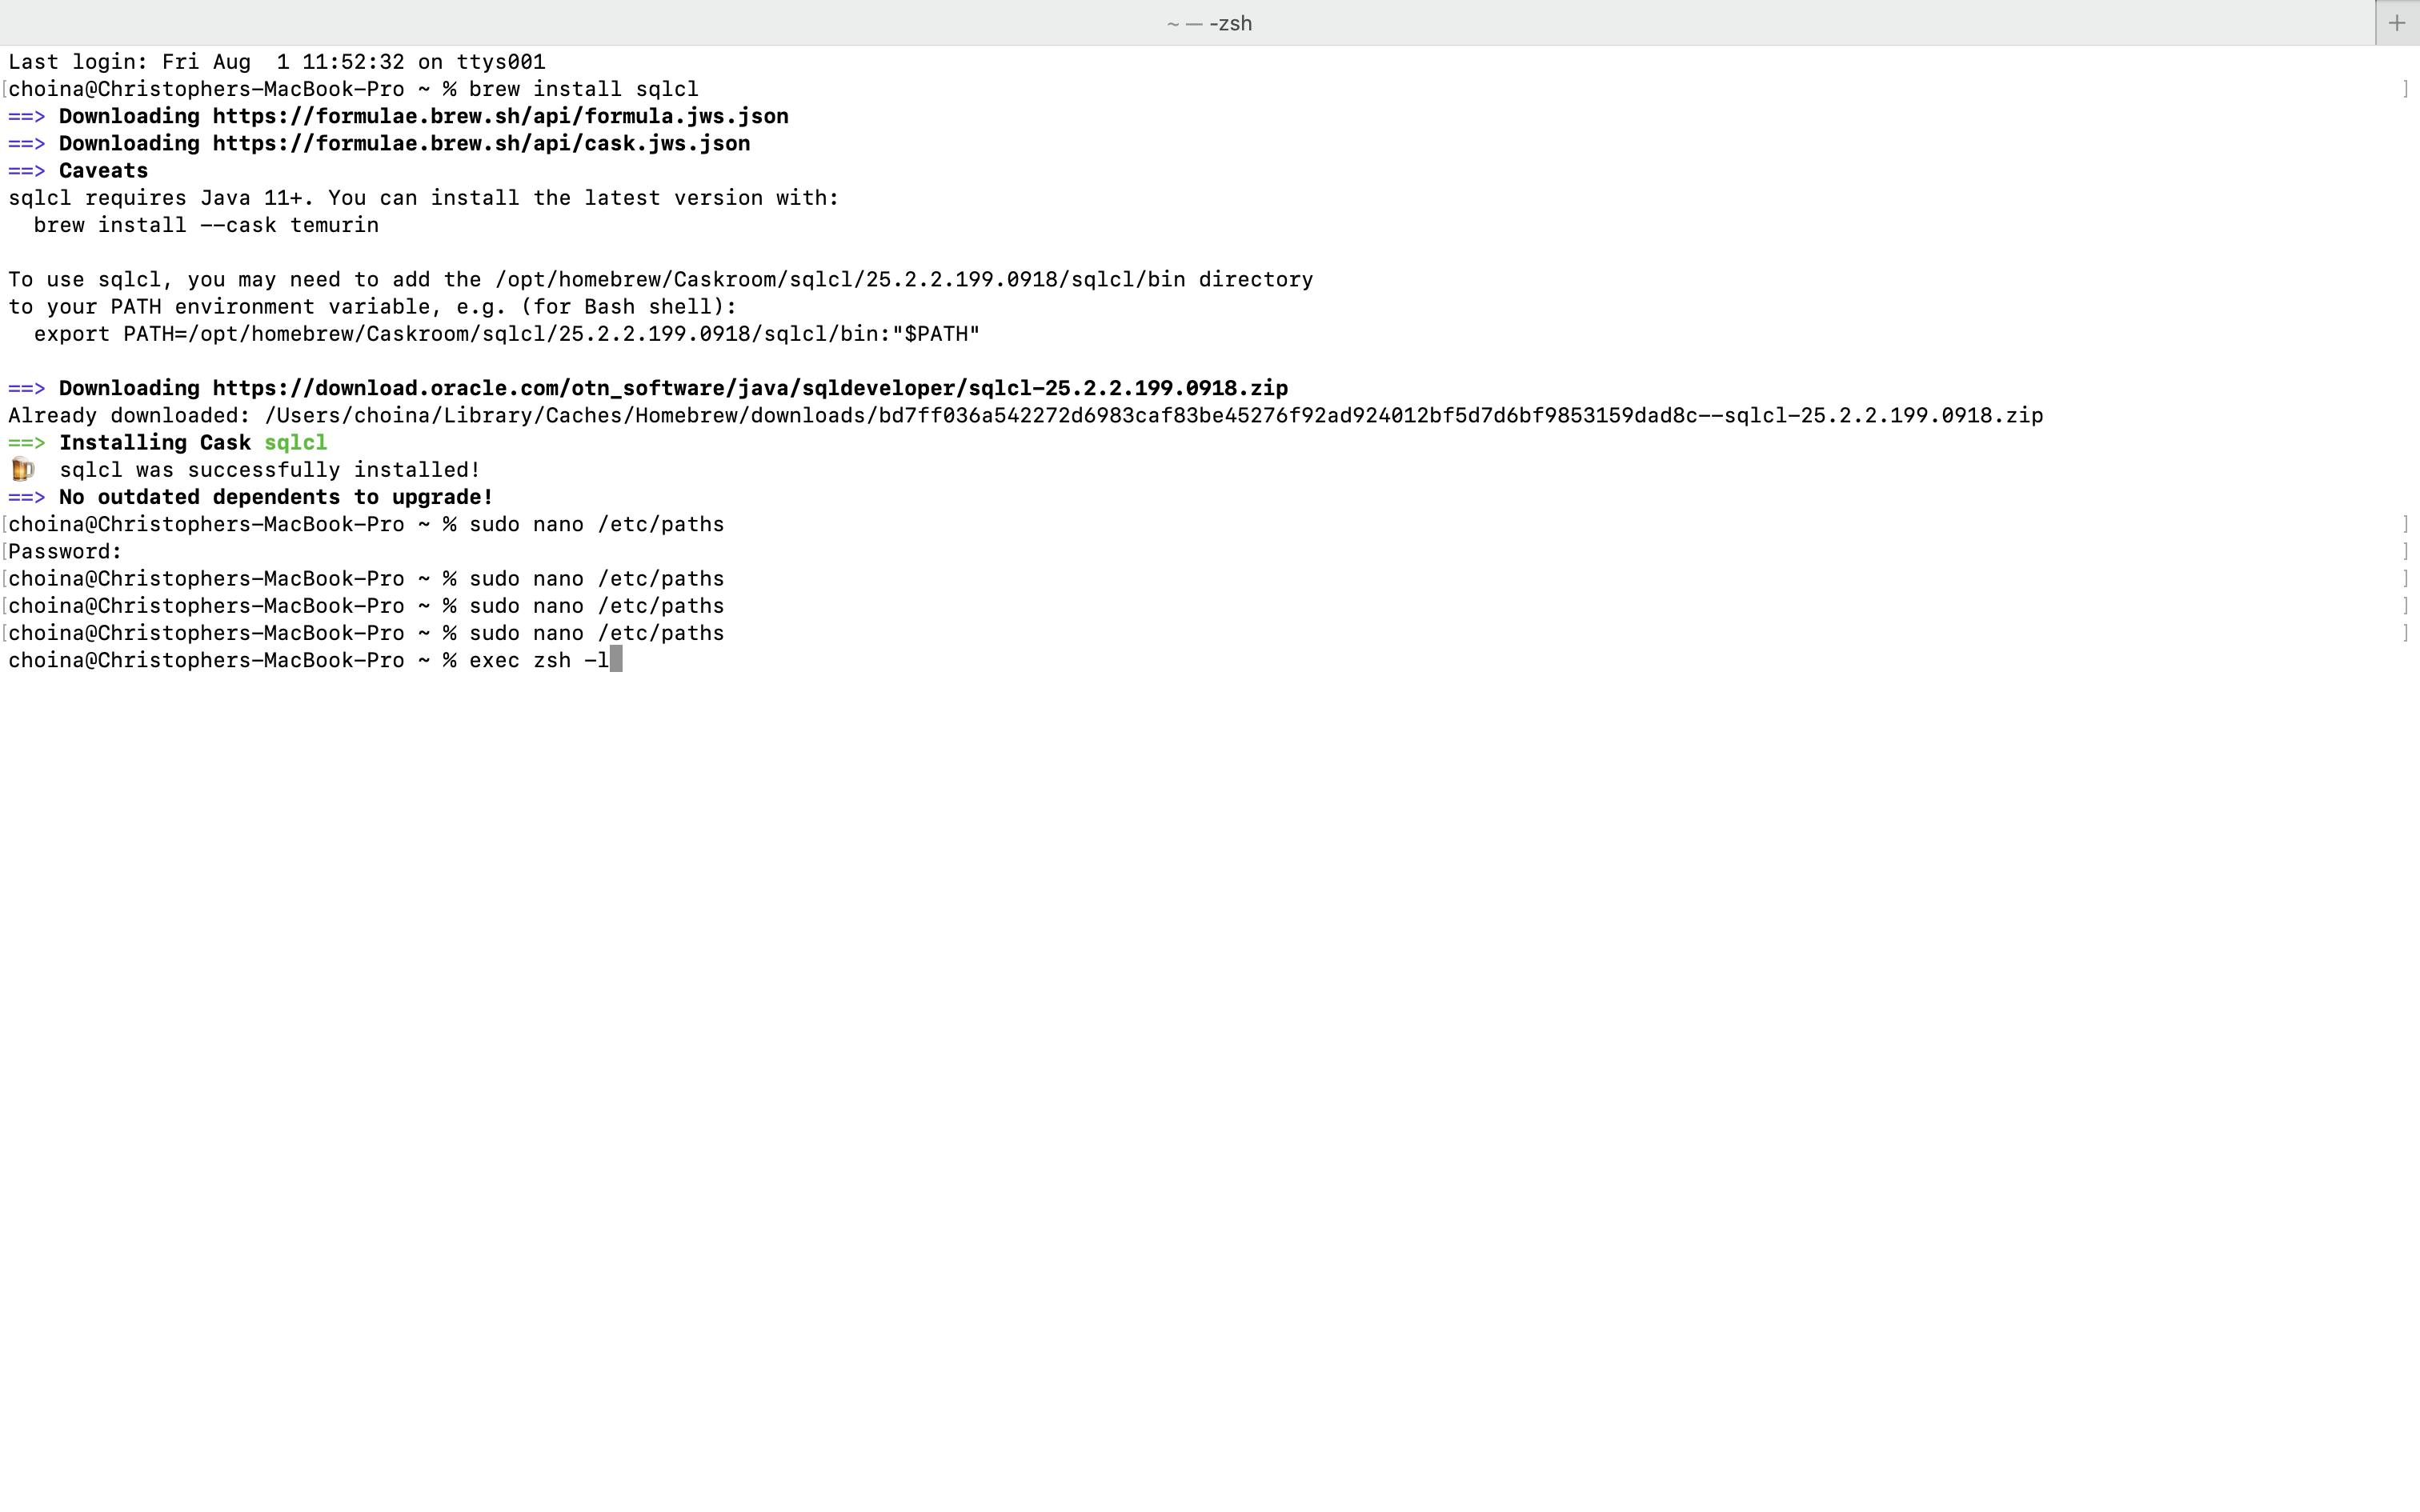 ~ — -zsh
Last login: Fri Aug  1 11:52:32 on ttys001
[choina@Christophers-MacBook-Pro ~ % brew install sqlcl ]
==> Downloading https://formulae.brew.sh/api/formula.jws.json
==> Downloading https://formulae.brew.sh/api/cask.jws.json
==> Caveats
sqlcl requires Java 11+. You can install the latest version with:
  brew install --cask temurin

To use sqlcl, you may need to add the /opt/homebrew/Caskroom/sqlcl/25.2.2.199.0918/sqlcl/bin directory
to your PATH environment variable, e.g. (for Bash shell):
  export PATH=/opt/homebrew/Caskroom/sqlcl/25.2.2.199.0918/sqlcl/bin:"$PATH"

==> Downloading https://download.oracle.com/otn_software/java/sqldeveloper/sqlcl-25.2.2.199.0918.zip
Already downloaded: /Users/choina/Library/Caches/Homebrew/downloads/bd7ff036a542272d6983caf83be45276f92ad924012bf5d7d6bf9853159dad8c--sqlcl-25.2.2.199.0918.zip
==> Installing Cask sqlcl
🍺  sqlcl was successfully installed!
==> No outdated dependents to upgrade!
[choina@Christophers-MacBook-Pro ~ % sudo nano /etc/paths ]
[Password: ]
[choina@Christophers-MacBook-Pro ~ % sudo nano /etc/paths ]
[choina@Christophers-MacBook-Pro ~ % sudo nano /etc/paths ]
[choina@Christophers-MacBook-Pro ~ % sudo nano /etc/paths ]
choina@Christophers-MacBook-Pro ~ % exec zsh -l